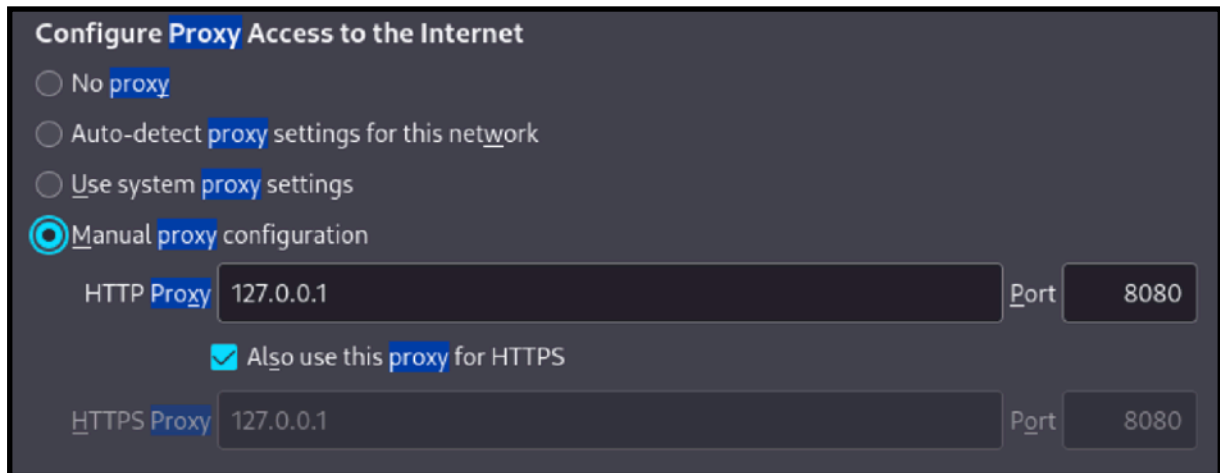 Configure Proxy Access to the Internet
No proxy
Auto-detect proxy settings for this network
Use system proxy settings
Manual proxy configuration
HTTP Proxy 127.0.0.1 Port 8080
Also use this proxy for HTTPS
HTTPS Proxy 127.0.0.1 Port 8080